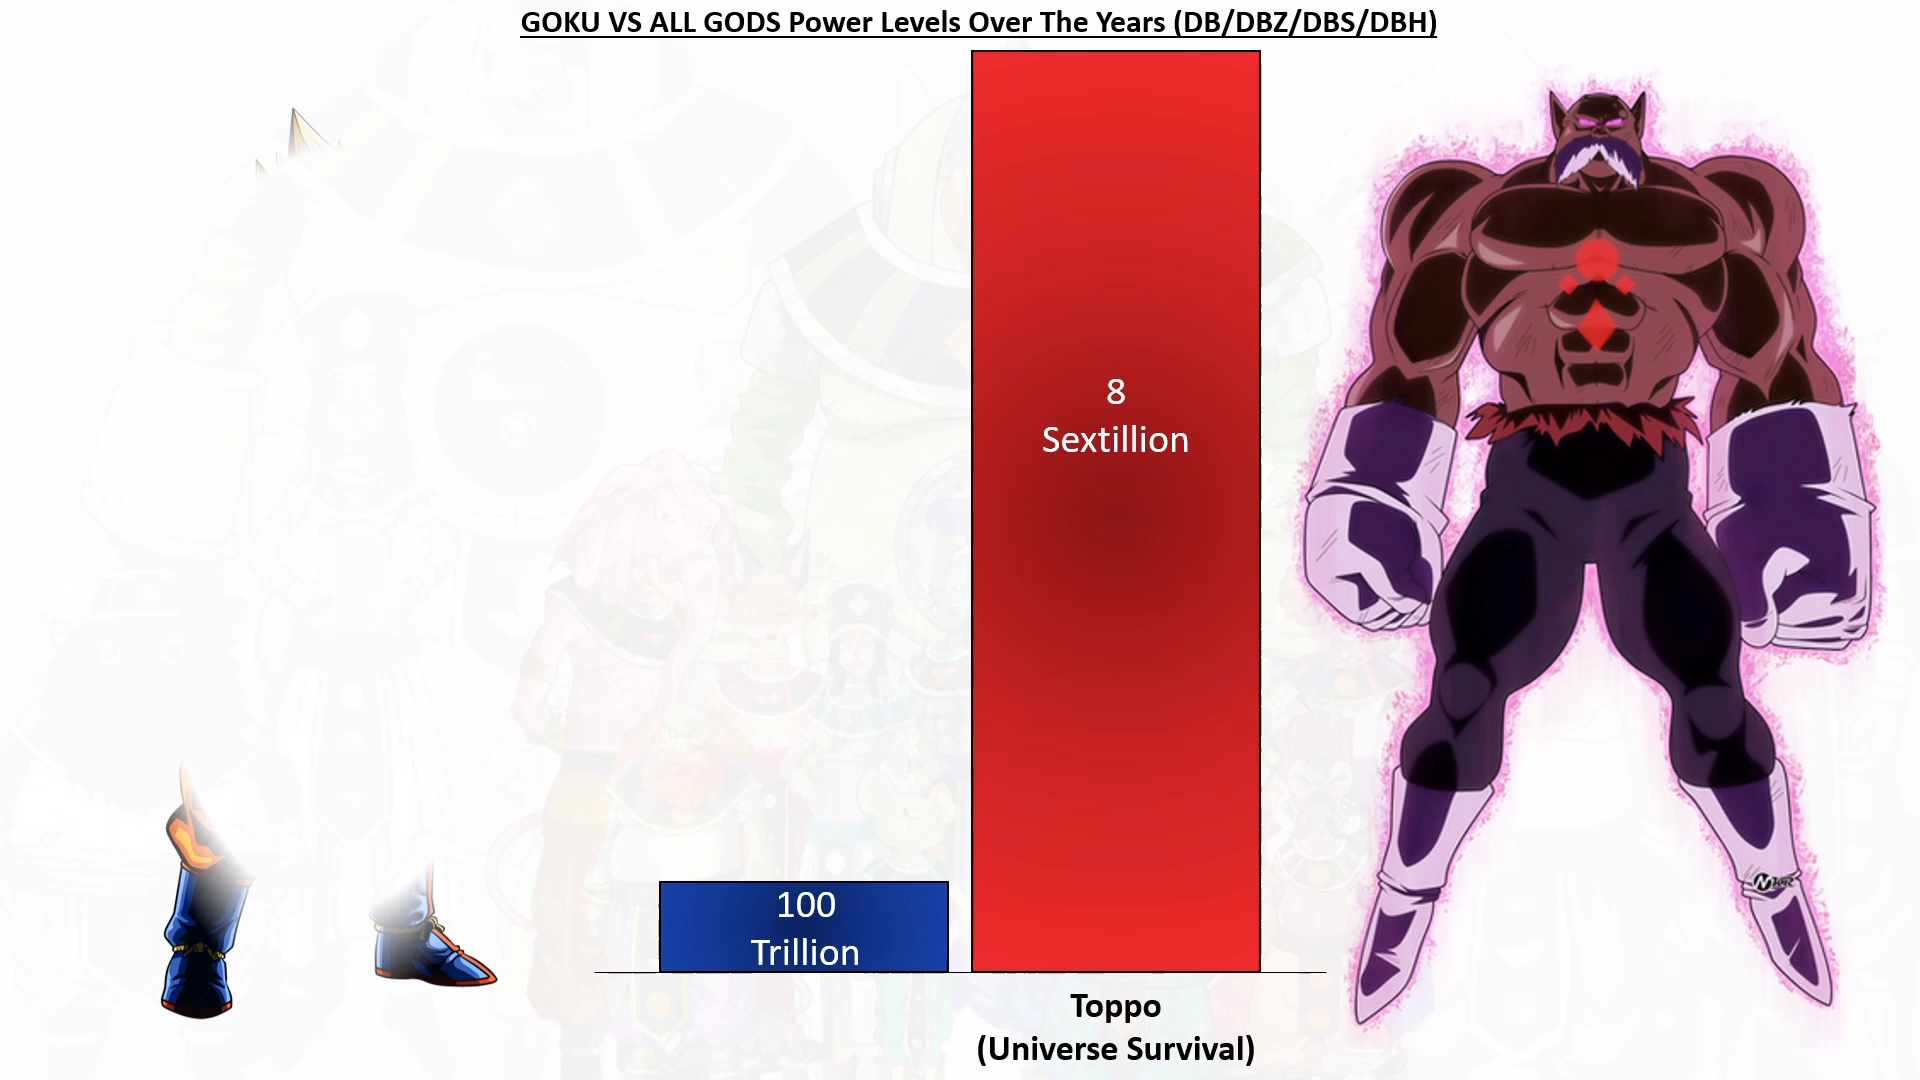 GOKU VS ALL GODS Power Levels Over The Years (DB/DBZ/DBS/DBH)
8
Sextillion
100
Trillion
Toppo
(Universe Survival)